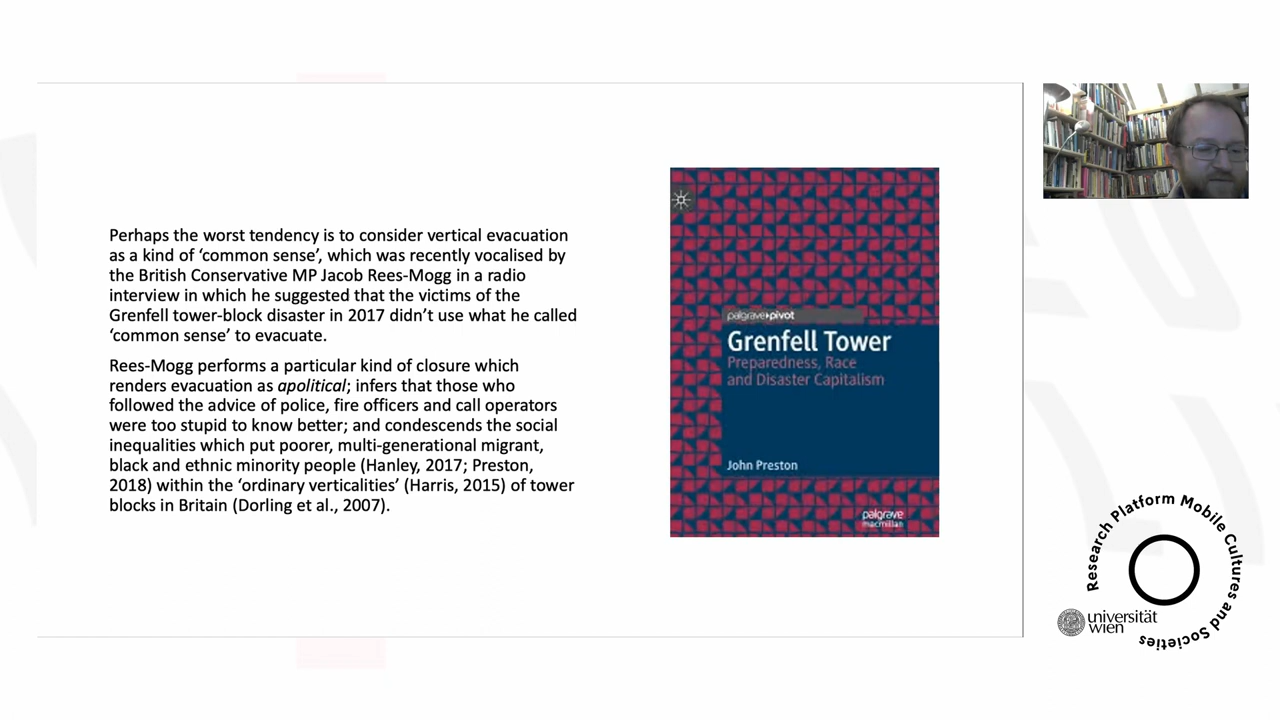 Perhaps the worst tendency is to consider vertical evacuation
as a kind of ‘common sense’, which was recently vocalised by
the British Conservative MP Jacob Rees-Mogg in a radio
interview in which he suggested that the victims of the
Grenfell tower-block disaster in 2017 didn’t use what he called
‘common sense’ to evacuate.
Rees-Mogg performs a particular kind of closure which
renders evacuation as apolitical; infers that those who
followed the advice of police, fire officers and call operators
were too stupid to know better; and condescends the social
inequalities which put poorer, multi-generational migrant,
black and ethnic minority people (Hanley, 2017; Preston,
2018) within the ‘ordinary verticalities’ (Harris, 2015) of tower
blocks in Britain (Dorling et al., 2007).
palgrave pivot
Grenfell Tower
Preparedness, Race
and Disaster Capitalism
John Preston
palgrave
macmillan
Research Platform Mobile Cultures and Societies
universität
wien